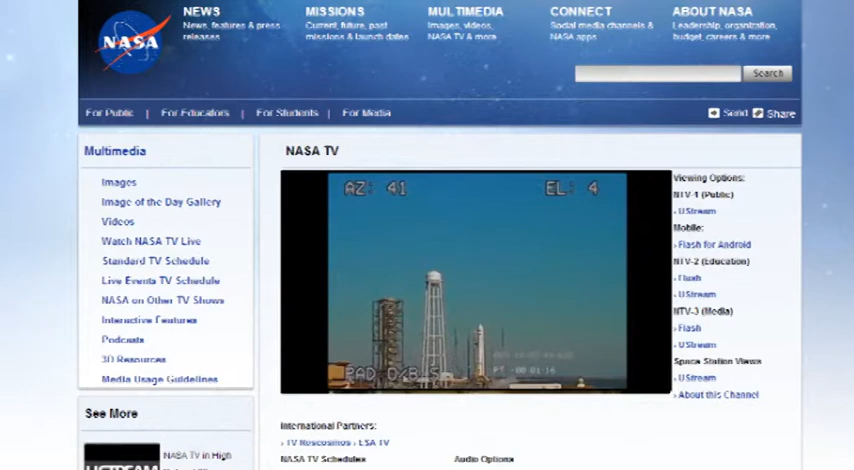 NASA
NEWS
News, features & press
releases
MISSIONS
Current, future, past
missions & launch dates
MULTIMEDIA
Images, videos,
NASA TV & more
CONNECT
Social media channels &
NASA apps
ABOUT NASA
Leadership, organization,
budget, careers & more
Search
For Public | For Educators | For Students | For Media
Send Share
Multimedia
Images
Image of the Day Gallery
Videos
Watch NASA TV Live
Standard TV Schedule
Live Events TV Schedule
NASA on Other TV Shows
Interactive Features
Podcasts
3D Resources
Media Usage Guidelines
See More
USTREAM
NASA TV in High
NASA TV
AZ: 41 EL: 4
PAD
-00:01:16
Viewing Options:
NTV-1 (Public)
› UStream
Mobile:
› Flash for Android
NTV-2 (Education)
› Flash
› UStream
NTV-3 (Media)
› Flash
› UStream
Space Station Views
› UStream
› About this Channel
International Partners:
› TV Roscosmos › ESA TV
NASA TV Schedules
Audio Options